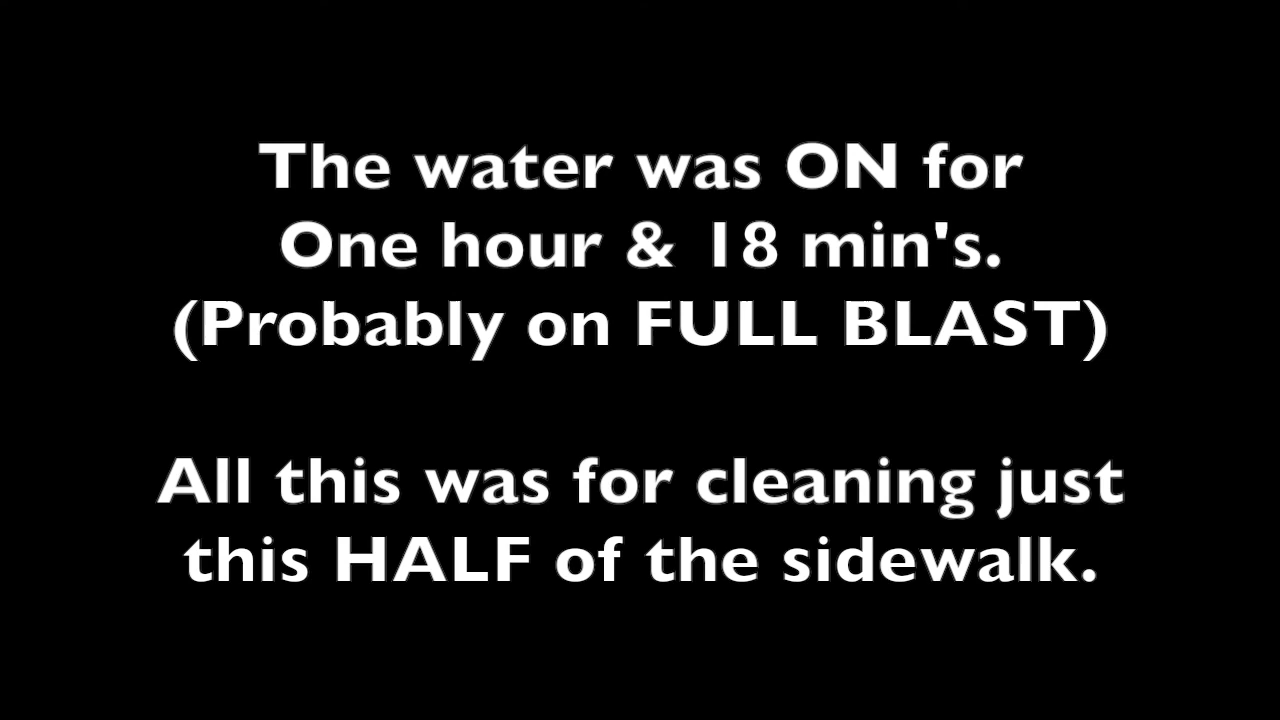 The water was ON for
One hour & 18 min's.
(Probably on FULL BLAST)
All this was for cleaning just
this HALF of the sidewalk.